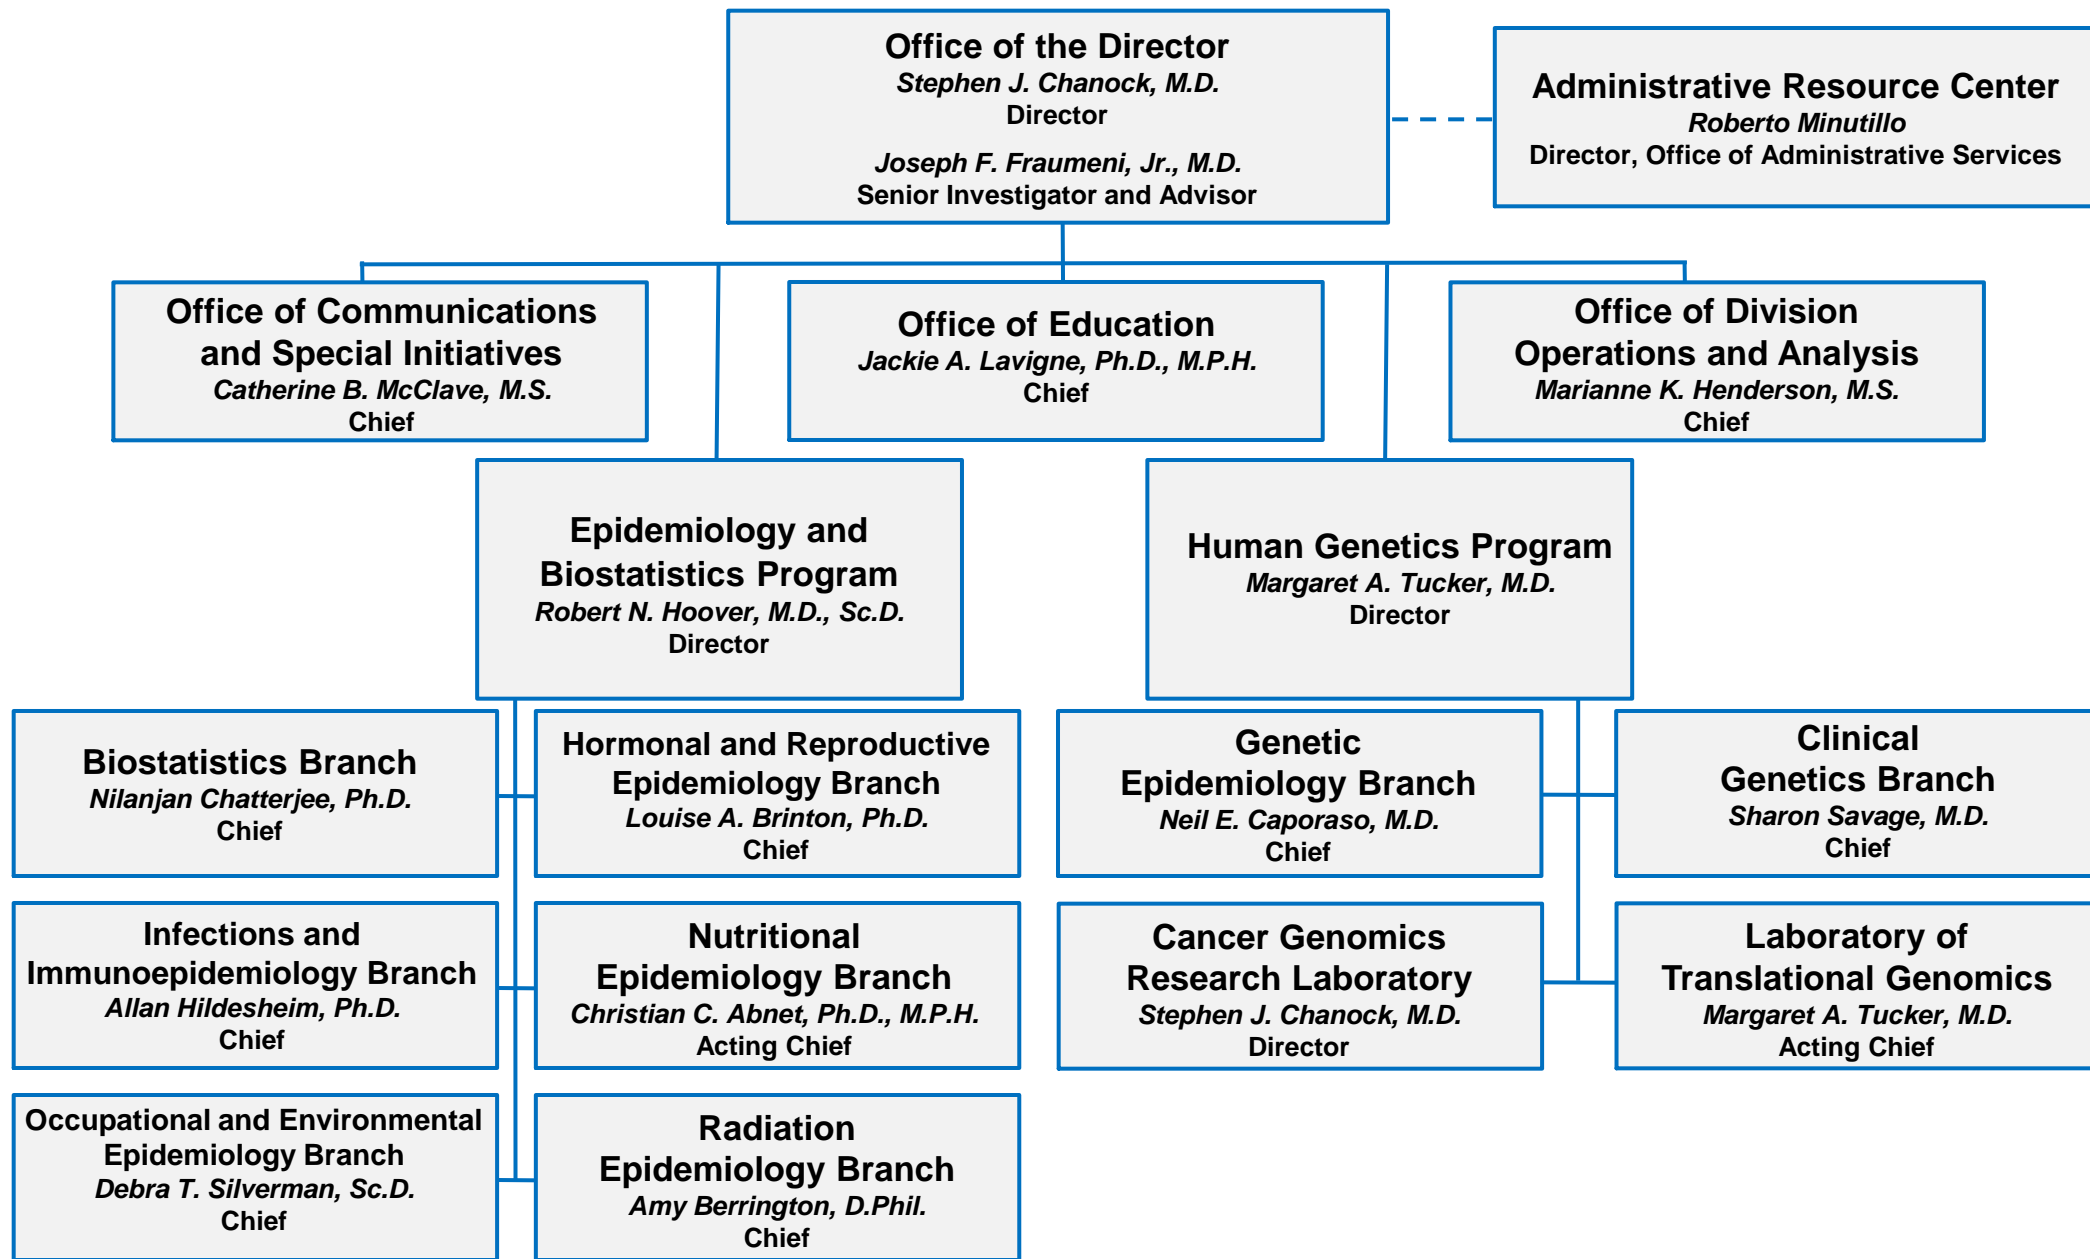 Office of the Director
Stephen J. Chanock, M.D.
Director
Joseph F. Fraumeni, Jr., M.D.
Senior Investigator and Advisor
Administrative Resource Center
Roberto Minutillo
Director, Office of Administrative Services
Office of Communications
and Special Initiatives
Catherine B. McClave, M.S.
Chief
Office of Education
Jackie A. Lavigne, Ph.D., M.P.H.
Chief
Office of Division
Operations and Analysis
Marianne K. Henderson, M.S.
Chief
Epidemiology and
Biostatistics Program
Robert N. Hoover, M.D., Sc.D.
Director
Human Genetics Program
Margaret A. Tucker, M.D.
Director
Biostatistics Branch
Nilanjan Chatterjee, Ph.D.
Chief
Hormonal and Reproductive
Epidemiology Branch
Louise A. Brinton, Ph.D.
Chief
Genetic
Epidemiology Branch
Neil E. Caporaso, M.D.
Chief
Clinical
Genetics Branch
Sharon Savage, M.D.
Chief
Infections and
Immunoepidemiology Branch
Allan Hildesheim, Ph.D.
Chief
Nutritional
Epidemiology Branch
Christian C. Abnet, Ph.D., M.P.H.
Acting Chief
Cancer Genomics
Research Laboratory
Stephen J. Chanock, M.D.
Director
Laboratory of
Translational Genomics
Margaret A. Tucker, M.D.
Acting Chief
Occupational and Environmental
Epidemiology Branch
Debra T. Silverman, Sc.D.
Chief
Radiation
Epidemiology Branch
Amy Berrington, D.Phil.
Chief